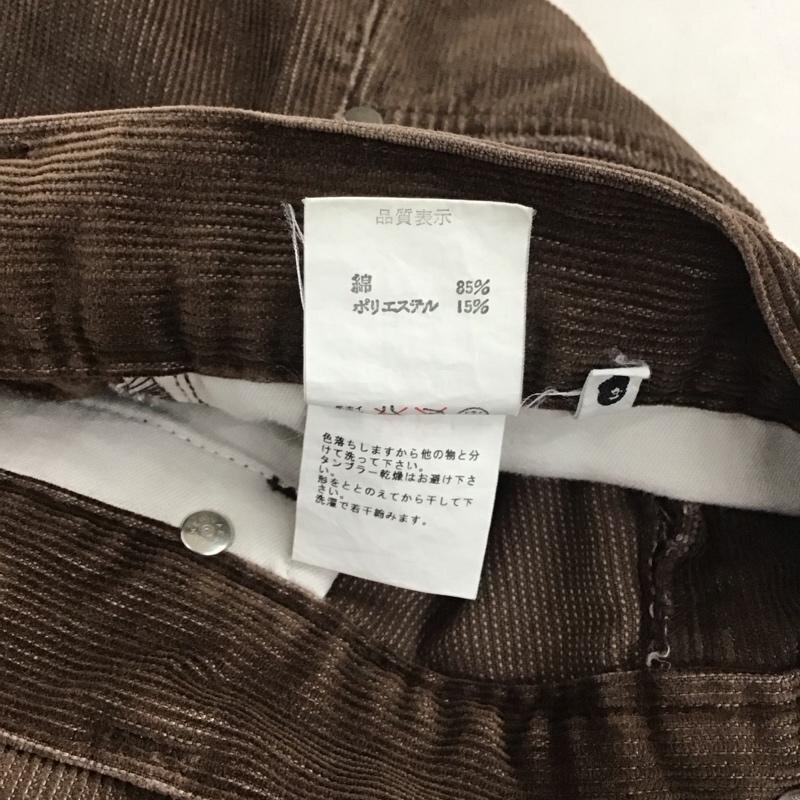 品質表示
綿 85%
ポリエステル 15%
色落ちしますから他の物と分
けて洗って下さい。
タンブラー乾燥はお避け下さ
い。
形をととのえてから干して下
さい。
洗濯で若干縮みます。